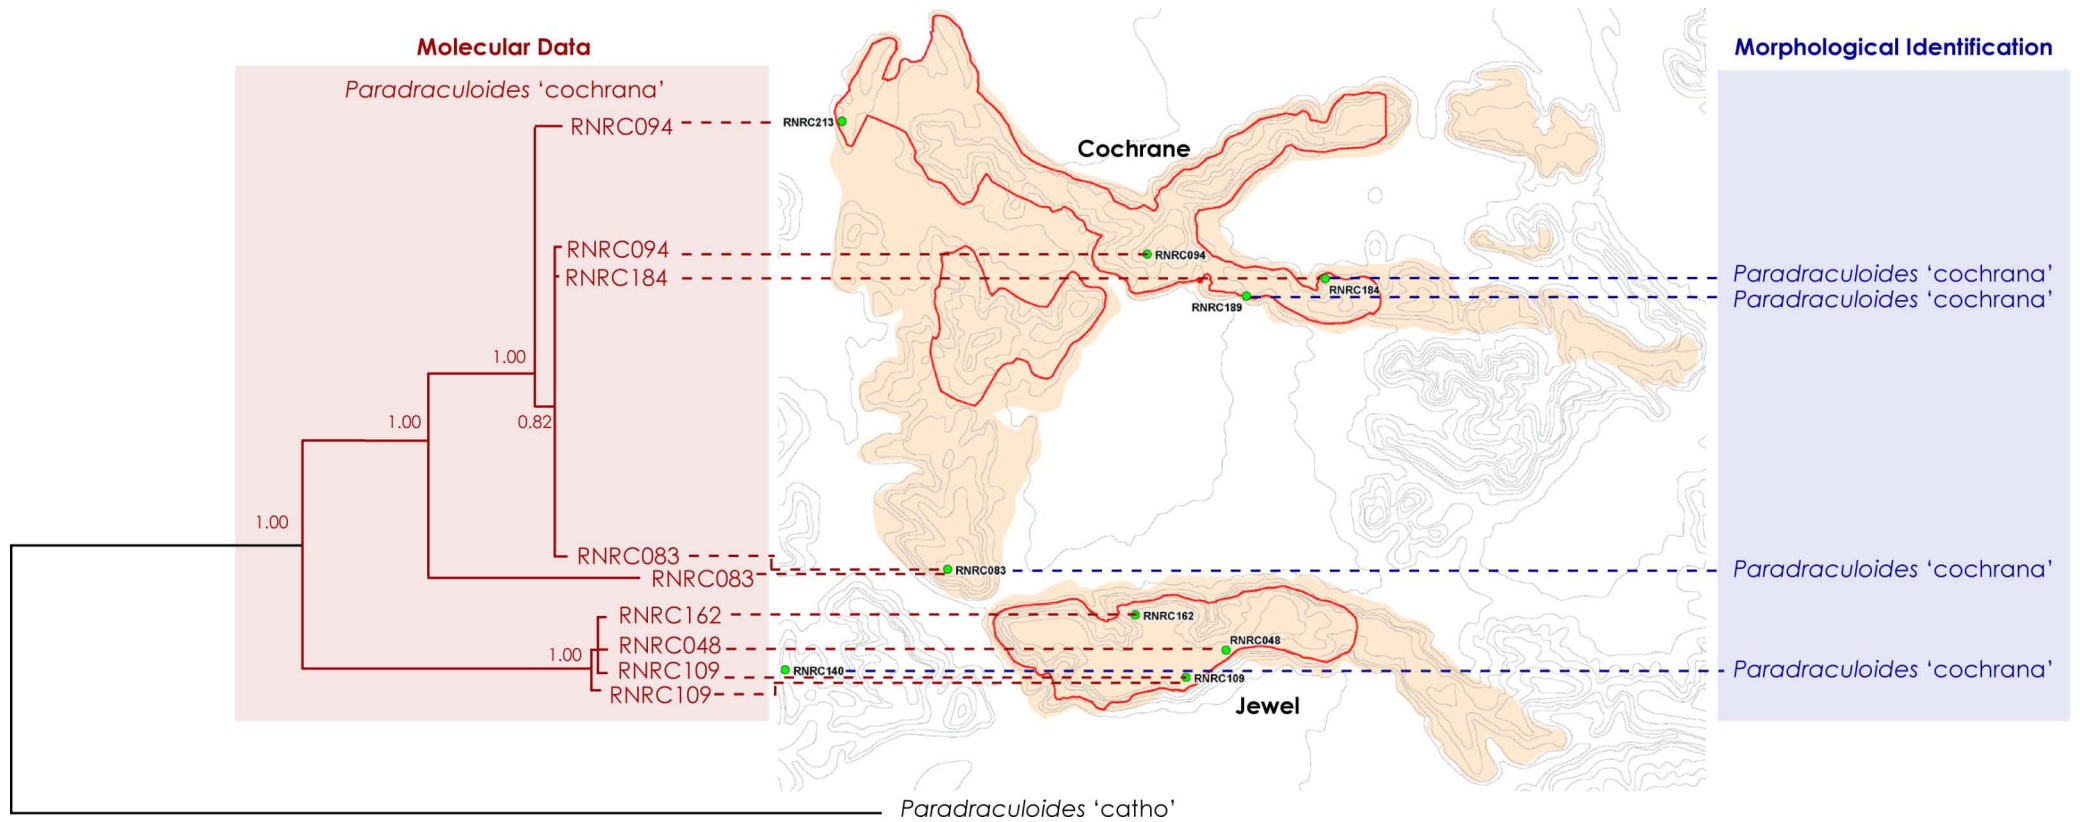 Molecular Data
Morphological Identification
Paradraculoides ‘cochrana’
RNRC094
RNRC213
Cochrane
RNRC094
RNRC094
RNRC184
RNRC184
RNRC189
Paradraculoides ‘cochrana’
Paradraculoides ‘cochrana’
1.00
1.00
0.82
1.00
RNRC083
RNRC083
RNRC083
Paradraculoides ‘cochrana’
RNRC162
RNRC162
RNRC048
RNRC048
1.00
RNRC109
RNRC140
RNRC109
Paradraculoides ‘cochrana’
RNRC109
Jewel
Paradraculoides ‘catho’